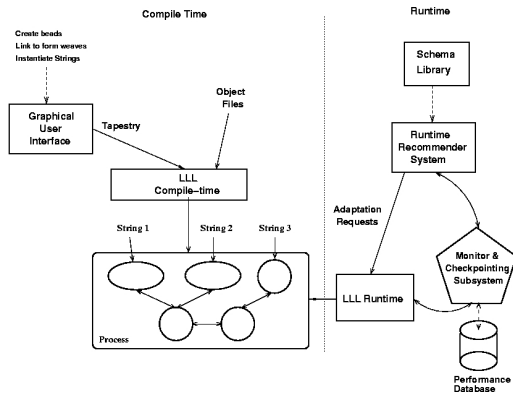 Compile Time
Runtime
Create beads
Link to form weaves
Instantiate Strings
Schema
Library
Object
Files
Graphical
User
Interface
Tapestry
Runtime
Recommender
System
LLL
Compile-time
Adaptation
Requests
String 1
String 2
String 3
Monitor &
Checkpointing
Subsystem
LLL Runtime
Process
Performance
Database